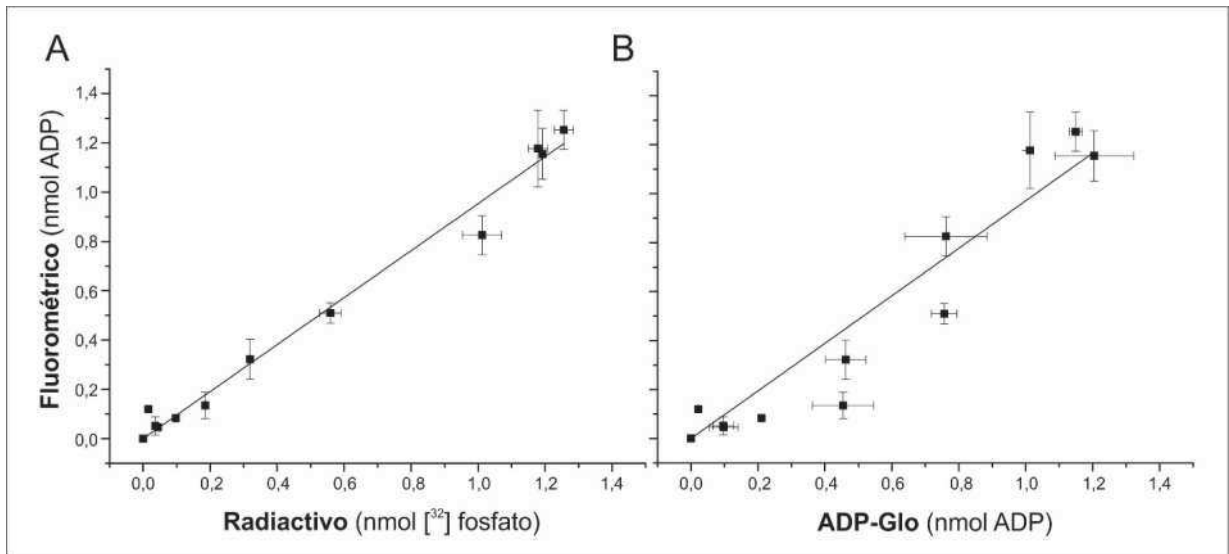 A
B
Fluorométrico (nmol ADP)
1,4
1,2
1,0
0,8
0,6
0,4
0,2
0,0
0,0 0,2 0,4 0,6 0,8 1,0 1,2 1,4
0,0 0,2 0,4 0,6 0,8 1,0 1,2 1,4
Radiactivo (nmol [³²] fosfato)
ADP-Glo (nmol ADP)